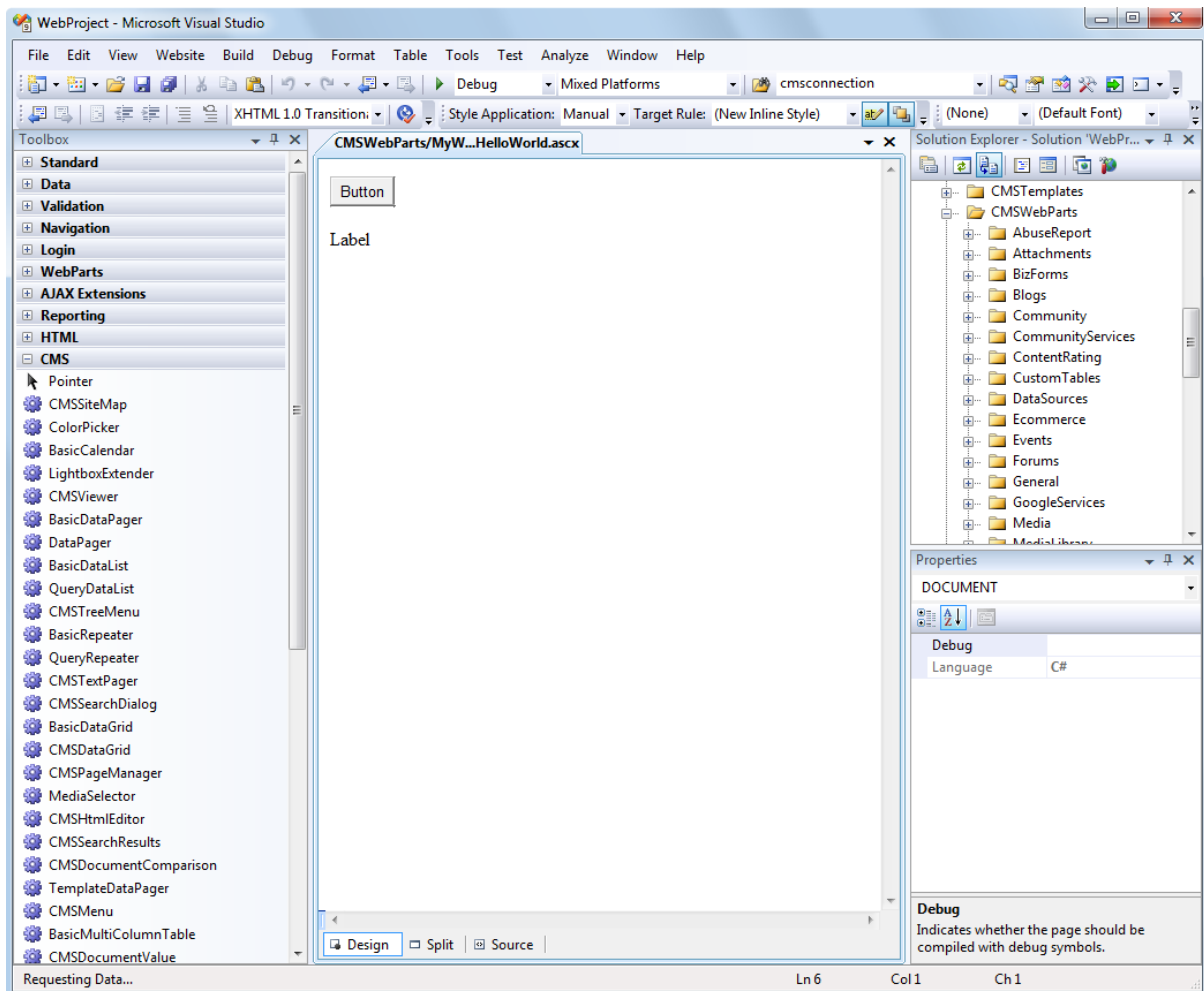 WebProject - Microsoft Visual Studio
File Edit View Website Build Debug Format Table Tools Test Analyze Window Help
Debug Mixed Platforms cmsconnection
XHTML 1.0 Transition: Style Application: Manual Target Rule: (New Inline Style) (None) (Default Font)
Toolbox
Standard
Data
Validation
Navigation
Login
WebParts
AJAX Extensions
Reporting
HTML
CMS
Pointer
CMSSiteMap
ColorPicker
BasicCalendar
LightboxExtender
CMSViewer
BasicDataPager
DataPager
BasicDataList
QueryDataList
CMSTreeMenu
BasicRepeater
QueryRepeater
CMSTextPager
CMSSearchDialog
BasicDataGrid
CMSDataGrid
CMSPageManager
MediaSelector
CMSHtmlEditor
CMSSearchResults
CMSDocumentComparison
TemplateDataPager
CMSMenu
BasicMultiColumnTable
CMSDocumentValue
CMSWebParts/MyW...HelloWorld.ascx
Button
Label
Design Split Source
Solution Explorer - Solution 'WebPr...
CMSTemplates
CMSWebParts
AbuseReport
Attachments
BizForms
Blogs
Community
CommunityServices
ContentRating
CustomTables
DataSources
Ecommerce
Events
Forums
General
GoogleServices
Media
MediaLibrary
Properties
DOCUMENT
Debug
Language C#
Debug
Indicates whether the page should be
compiled with debug symbols.
Requesting Data... Ln 6 Col 1 Ch 1